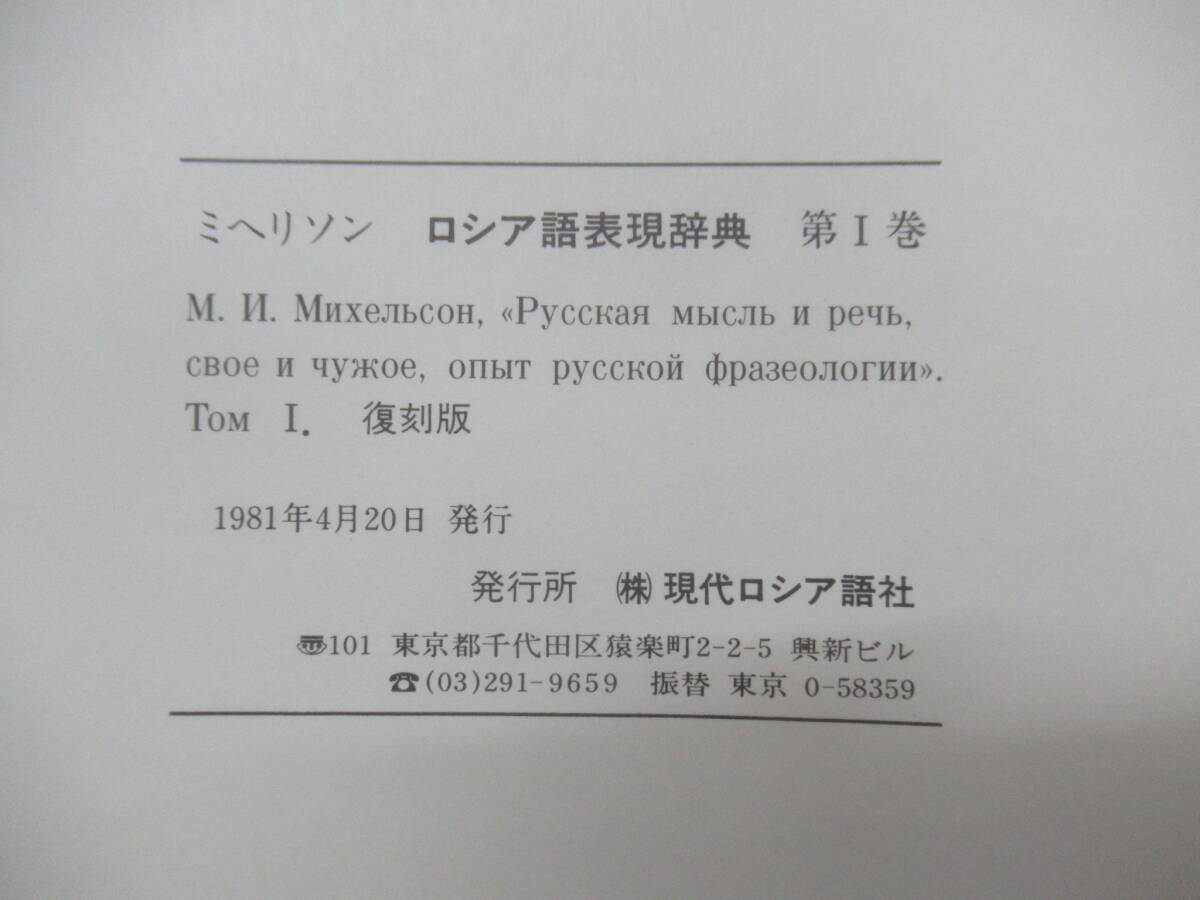 ミヘリソン ロシア語表現辞典 第Ⅰ巻
М. И. Михельсон, «Русская мысль и речь,
свое и чужое, опыт русской фразеологии».
Том I. 復刻版
1981年4月20日 発行
発行所 ㈱現代ロシア語社
〠101 東京都千代田区猿楽町2-2-5 興新ビル
☎(03)291-9659 振替 東京 0-58359